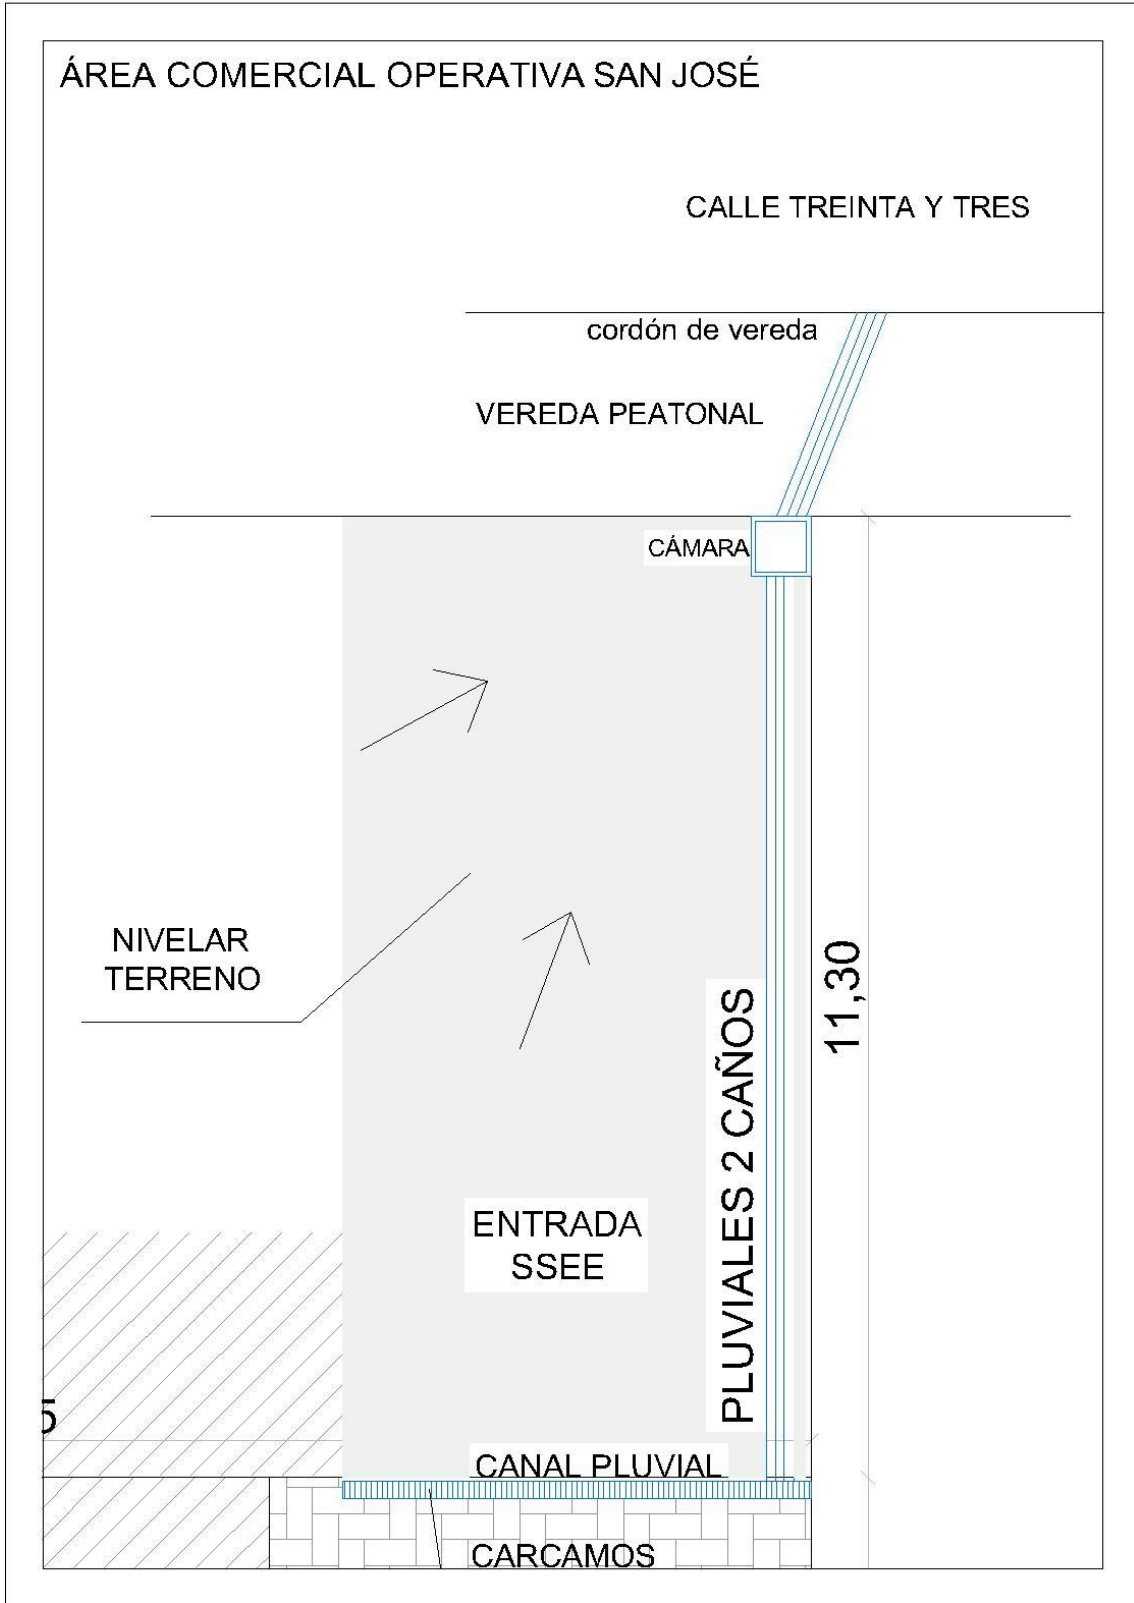 ÁREA COMERCIAL OPERATIVA SAN JOSÉ
CALLE TREINTA Y TRES
cordón de vereda
VEREDA PEATONAL
CÁMARA
NIVELAR
TERRENO
11,30
PLUVIALES 2 CAÑOS
ENTRADA
SSEE
5
CANAL PLUVIAL
CARCAMOS